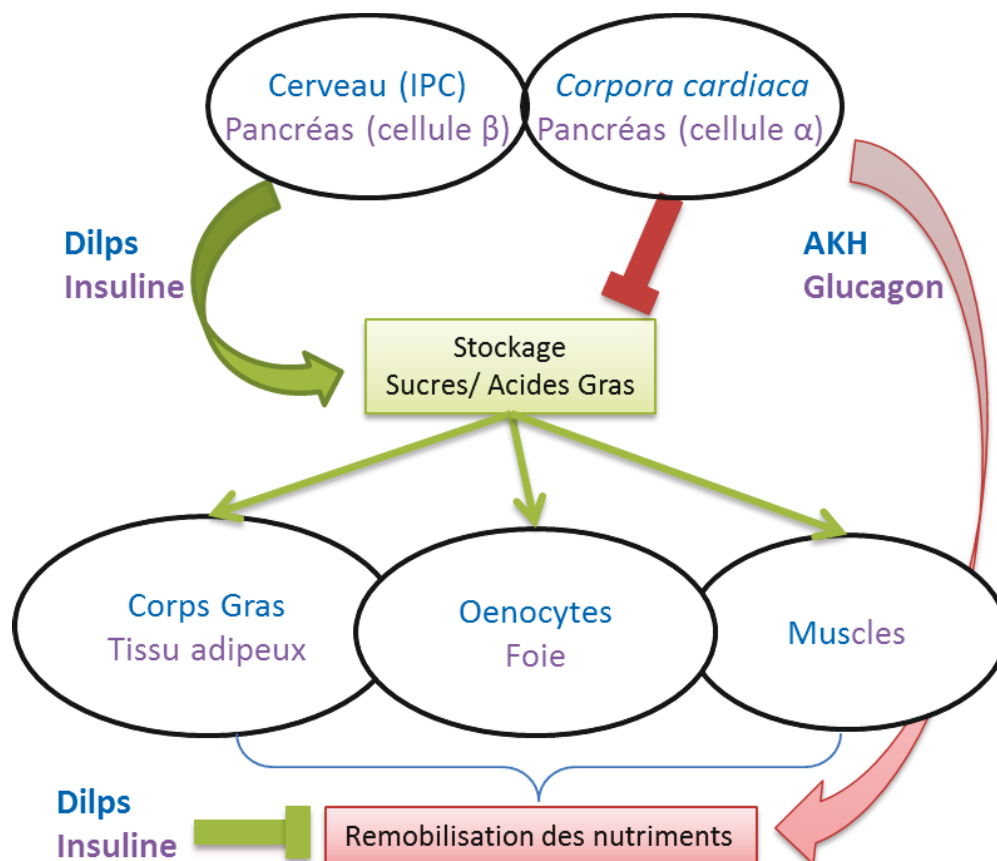 Cerveau (IPC)
Pancréas (cellule β)
Corpora cardiaca
Pancréas (cellule α)
Dilps
Insuline
AKH
Glucagon
Stockage
Sucres/ Acides Gras
Corps Gras
Tissu adipeux
Oenocytes
Foie
Muscles
Dilps
Insuline
Remobilisation des nutriments